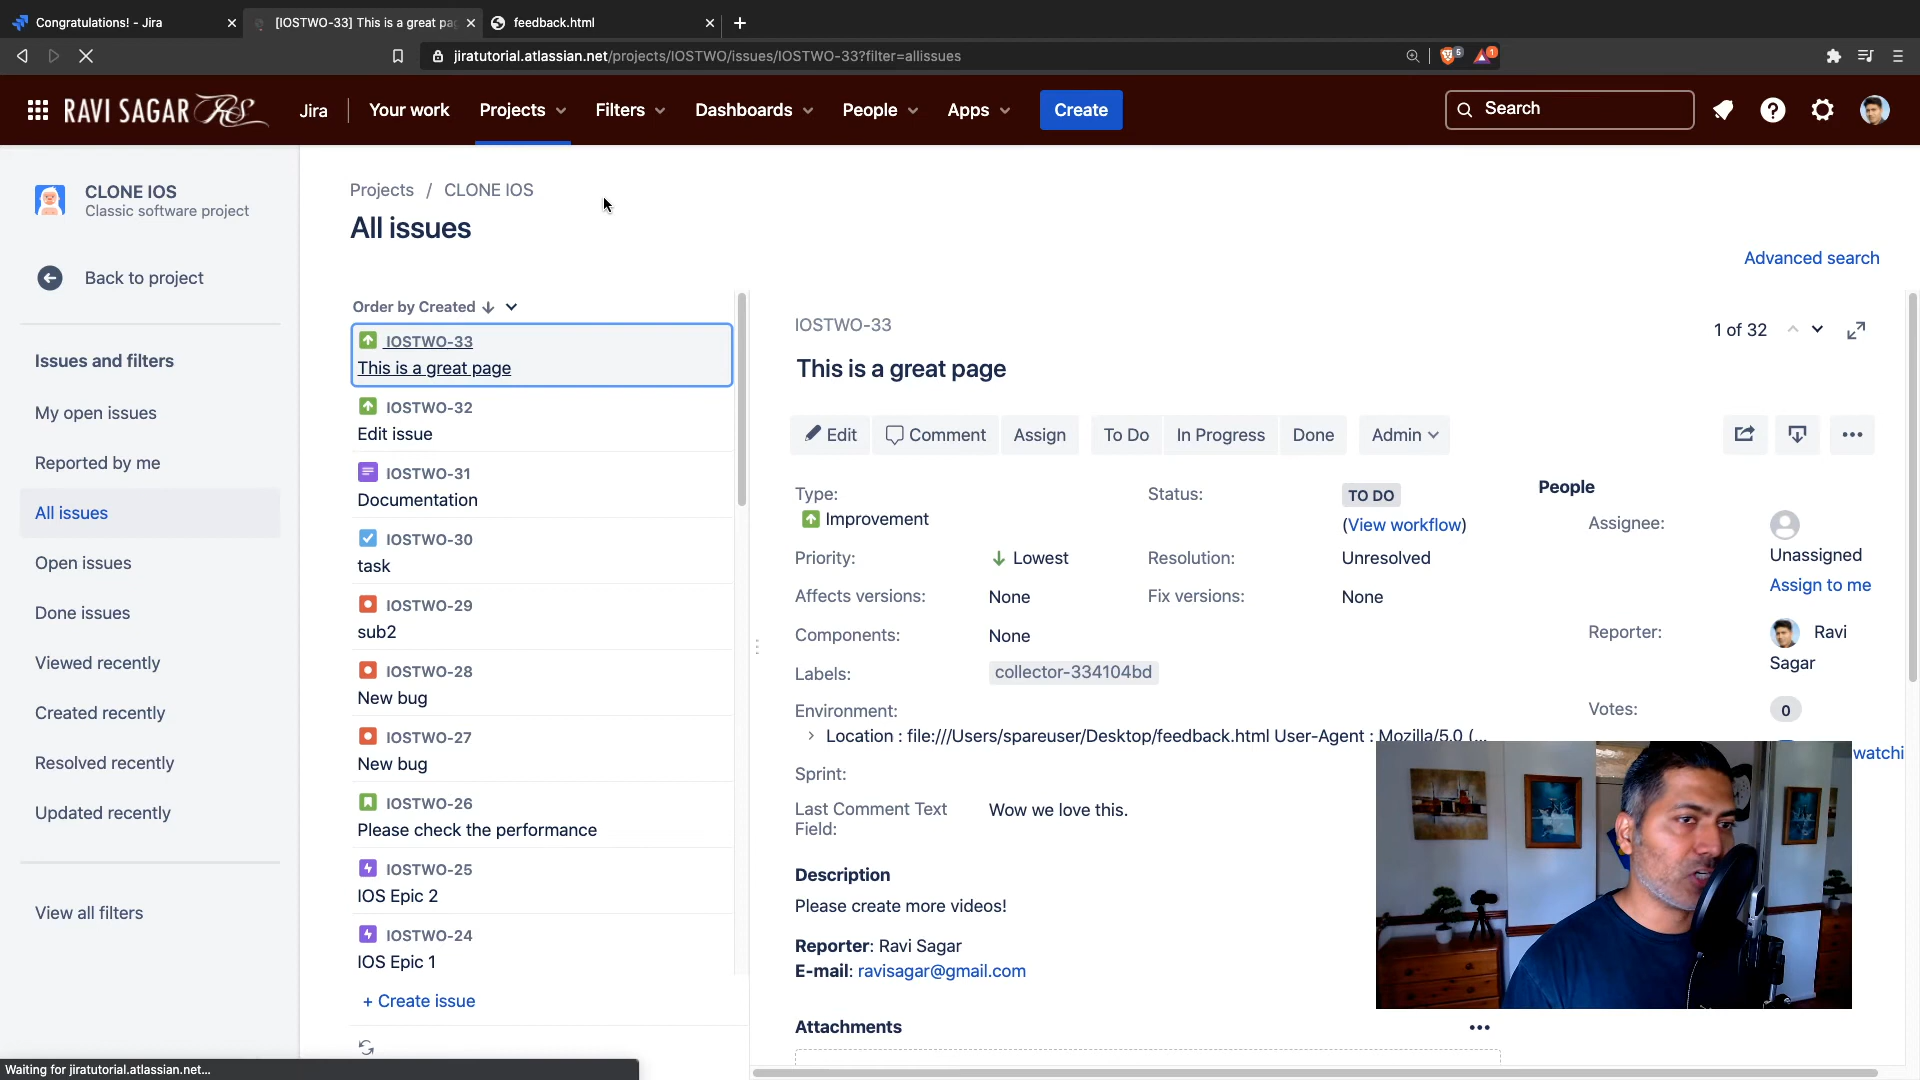 Congratulations! - Jira
[IOSTWO-33] This is a great pa
feedback.html
jiratutorial.atlassian.net/projects/IOSTWO/issues/IOSTWO-33?filter=allissues
5
1
RAVI SAGAR RS
Jira
Your work
Projects
Filters
Dashboards
People
Apps
Create
Search
CLONE IOS
Classic software project
Back to project
Issues and filters
My open issues
Reported by me
All issues
Open issues
Done issues
Viewed recently
Created recently
Resolved recently
Updated recently
View all filters
Projects / CLONE IOS
All issues
Advanced search
Order by Created
IOSTWO-33
This is a great page
IOSTWO-32
Edit issue
IOSTWO-31
Documentation
IOSTWO-30
task
IOSTWO-29
sub2
IOSTWO-28
New bug
IOSTWO-27
New bug
IOSTWO-26
Please check the performance
IOSTWO-25
IOS Epic 2
IOSTWO-24
IOS Epic 1
+ Create issue
IOSTWO-33
1 of 32
This is a great page
Edit
Comment
Assign
To Do
In Progress
Done
Admin
Type:
Improvement
Status:
TO DO
(View workflow)
Priority:
Lowest
Resolution:
Unresolved
Affects versions:
None
Fix versions:
None
Components:
None
Labels:
collector-334104bd
Environment:
Location : file:///Users/spareuser/Desktop/feedback.html User-Agent : Mozilla/5.0 (...
Sprint:
Last Comment Text
Field:
Wow we love this.
Description
Please create more videos!
Reporter: Ravi Sagar
E-mail: ravisagar@gmail.com
Attachments
People
Assignee:
Unassigned
Assign to me
Reporter:
Ravi
Sagar
Votes:
0
watchi
Waiting for jiratutorial.atlassian.net...